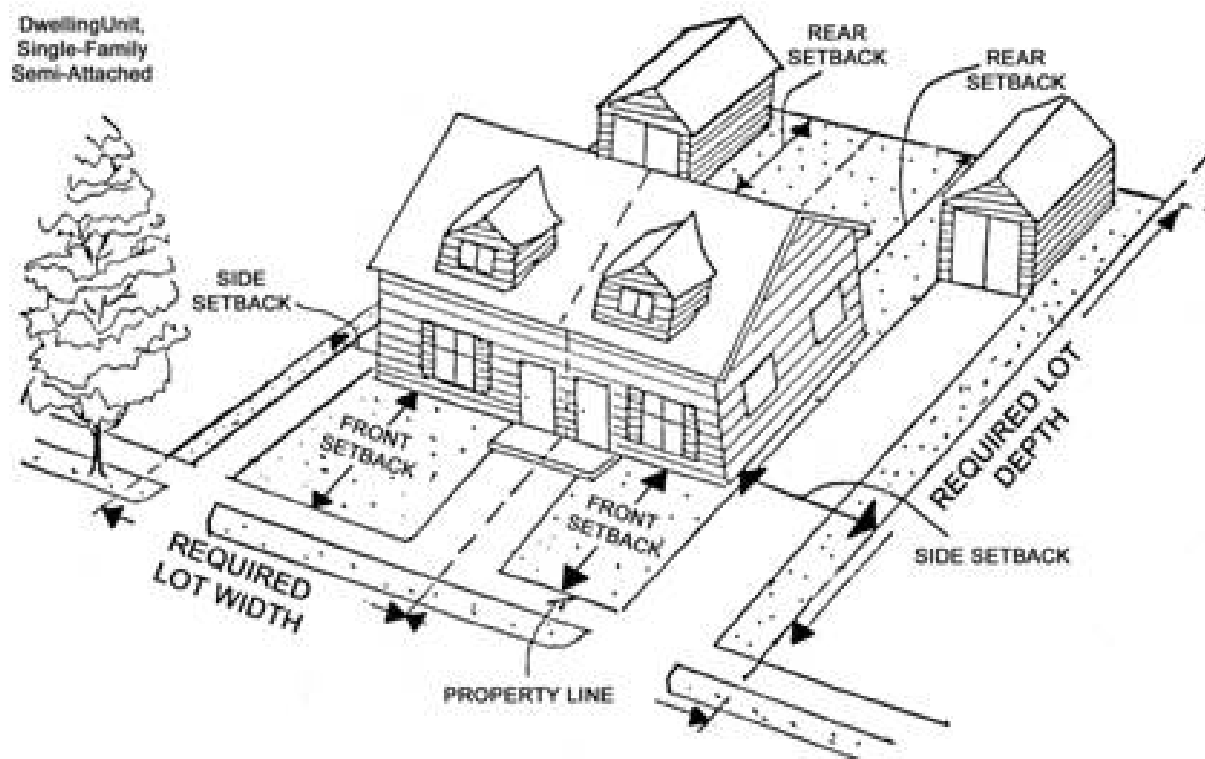 DwellingUnit,
Single-Family
Semi-Attached
REAR
SETBACK
REAR
SETBACK
SIDE
SETBACK
FRONT
SETBACK
FRONT
SETBACK
REQUIRED LOT
DEPTH
REQUIRED
LOT WIDTH
SIDE SETBACK
PROPERTY LINE